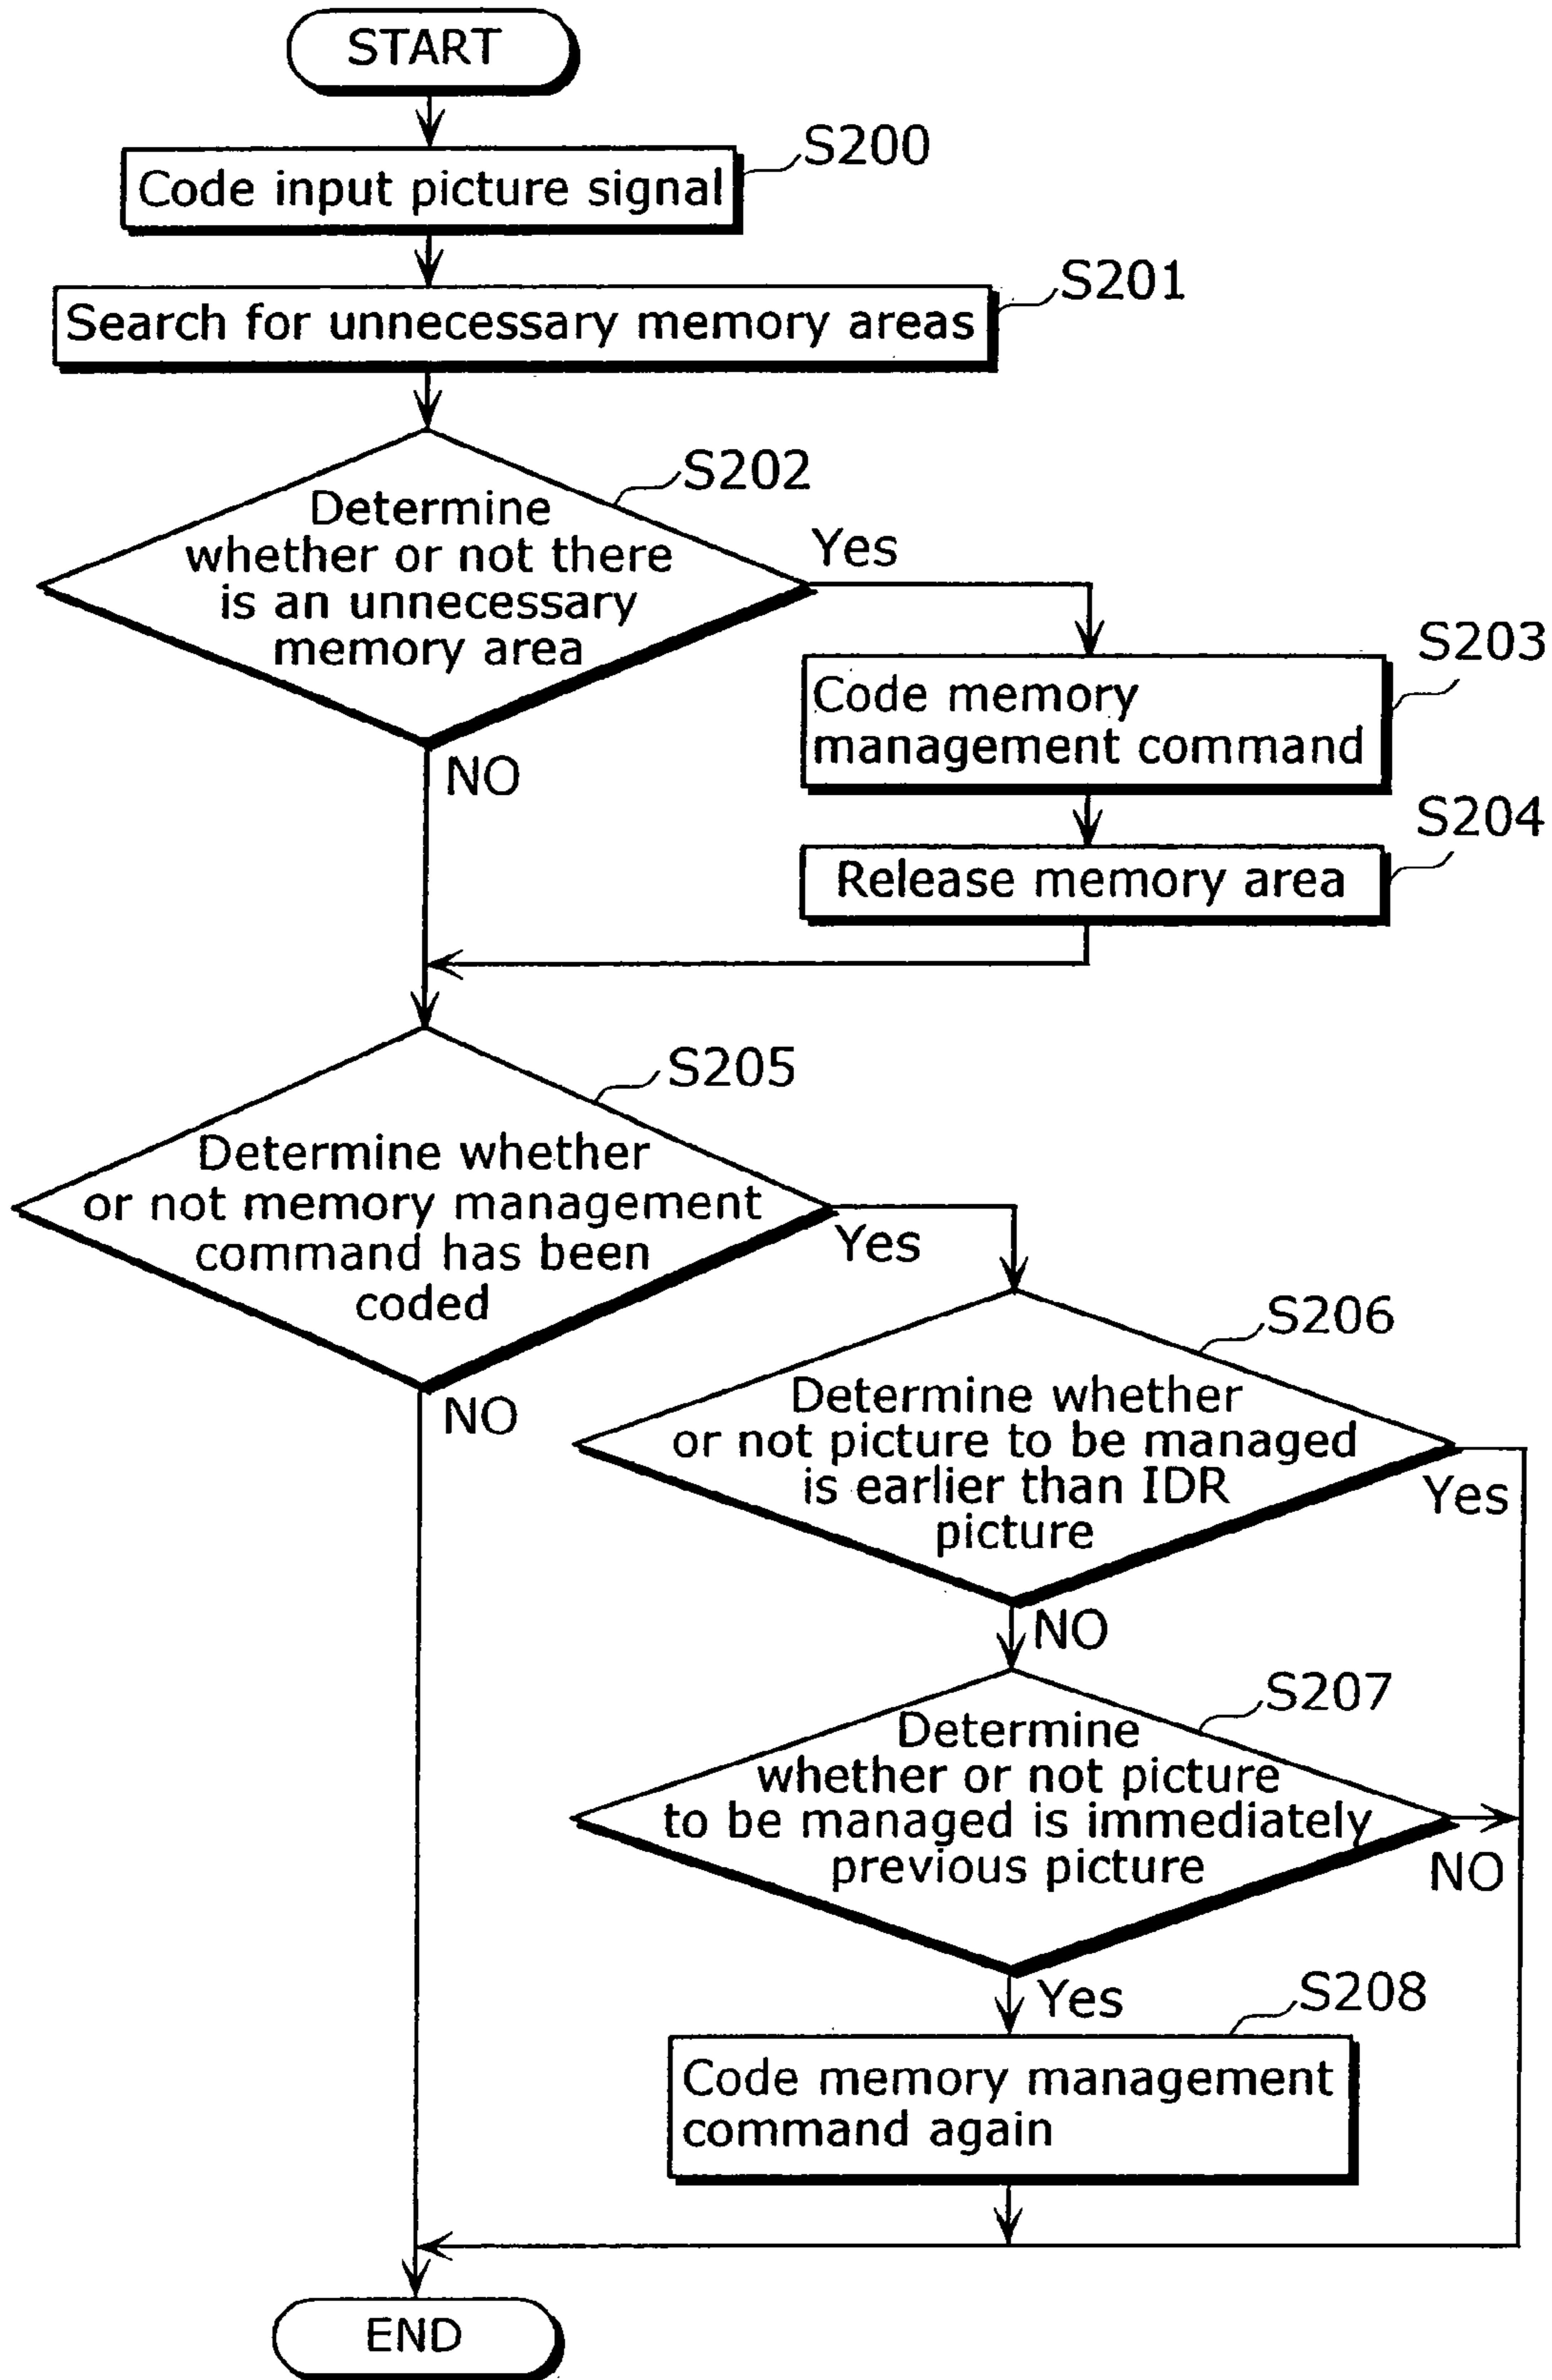 START
S200
Code input picture signal
S201
Search for unnecessary memory areas
S202
Determine
whether or not there
is an unnecessary
memory area
Yes
NO
S203
Code memory
management command
S204
Release memory area
S205
Determine whether
or not memory management
command has been
coded
Yes
NO
S206
Determine whether
or not picture to be managed
is earlier than IDR
picture
Yes
NO
S207
Determine
whether or not picture
to be managed is immediately
previous picture
NO
Yes
S208
Code memory management
command again
END